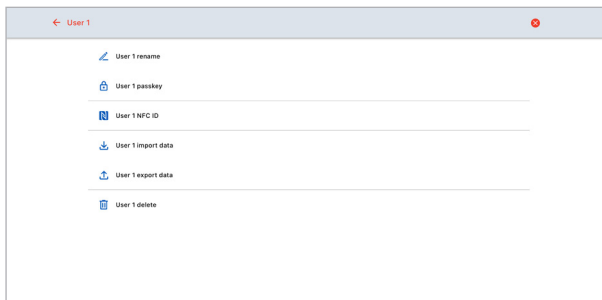 User 1
User 1 rename
User 1 passkey
User 1 NFC ID
User 1 import data
User 1 export data
User 1 delete